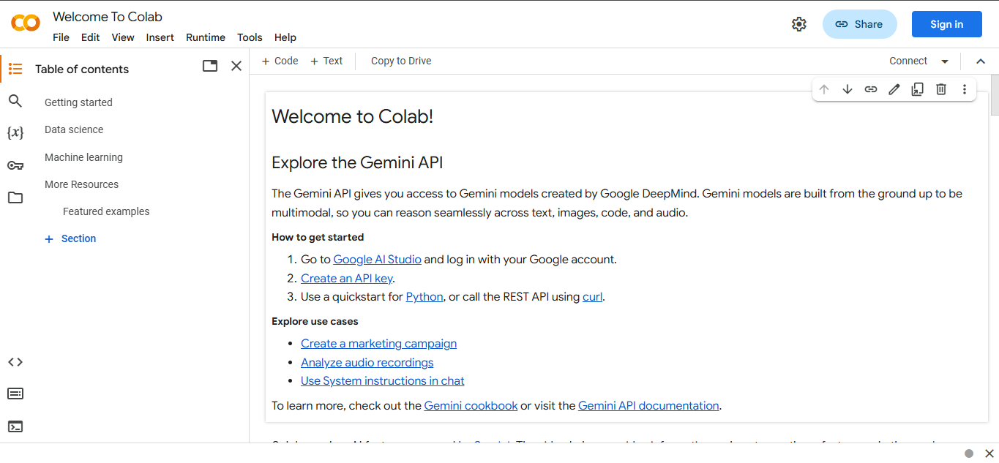 Welcome To Colab
File Edit View Insert Runtime Tools Help
Share
Sign in
Table of contents
+ Code + Text Copy to Drive
Connect
Getting started
{x} Data science
Machine learning
More Resources
Featured examples
+ Section
Welcome to Colab!
Explore the Gemini API
The Gemini API gives you access to Gemini models created by Google DeepMind. Gemini models are built from the ground up to be
multimodal, so you can reason seamlessly across text, images, code, and audio.
How to get started
1. Go to Google AI Studio and log in with your Google account.
2. Create an API key.
3. Use a quickstart for Python, or call the REST API using curl.
Explore use cases
• Create a marketing campaign
• Analyze audio recordings
• Use System instructions in chat
To learn more, check out the Gemini cookbook or visit the Gemini API documentation.